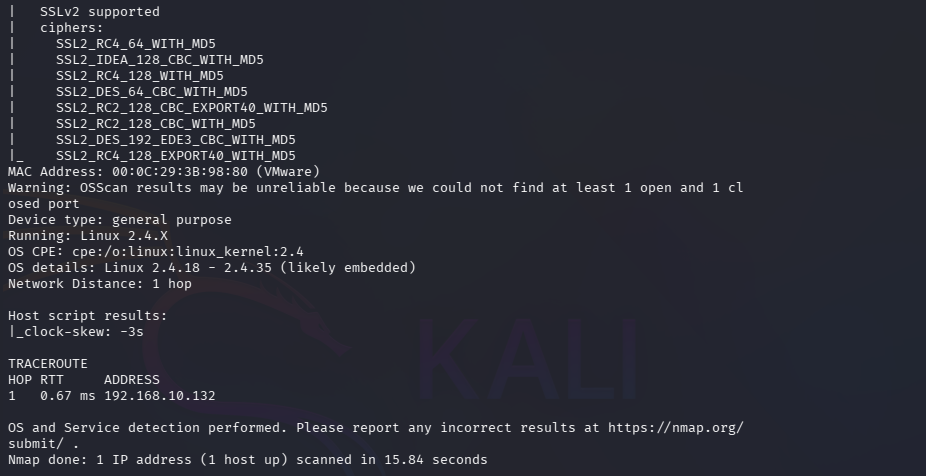 |   SSLv2 supported
|   ciphers:
|     SSL2_RC4_64_WITH_MD5
|     SSL2_IDEA_128_CBC_WITH_MD5
|     SSL2_RC4_128_WITH_MD5
|     SSL2_DES_64_CBC_WITH_MD5
|     SSL2_RC2_128_CBC_EXPORT40_WITH_MD5
|     SSL2_RC2_128_CBC_WITH_MD5
|     SSL2_DES_192_EDE3_CBC_WITH_MD5
|_    SSL2_RC4_128_EXPORT40_WITH_MD5
MAC Address: 00:0C:29:3B:98:80 (VMware)
Warning: OSScan results may be unreliable because we could not find at least 1 open and 1 cl
osed port
Device type: general purpose
Running: Linux 2.4.X
OS CPE: cpe:/o:linux:linux_kernel:2.4
OS details: Linux 2.4.18 - 2.4.35 (likely embedded)
Network Distance: 1 hop
Host script results:
|_clock-skew: -3s
KALI
TRACEROUTE
HOP RTT     ADDRESS
1   0.67 ms 192.168.10.132
OS and Service detection performed. Please report any incorrect results at https://nmap.org/
submit/ .
Nmap done: 1 IP address (1 host up) scanned in 15.84 seconds